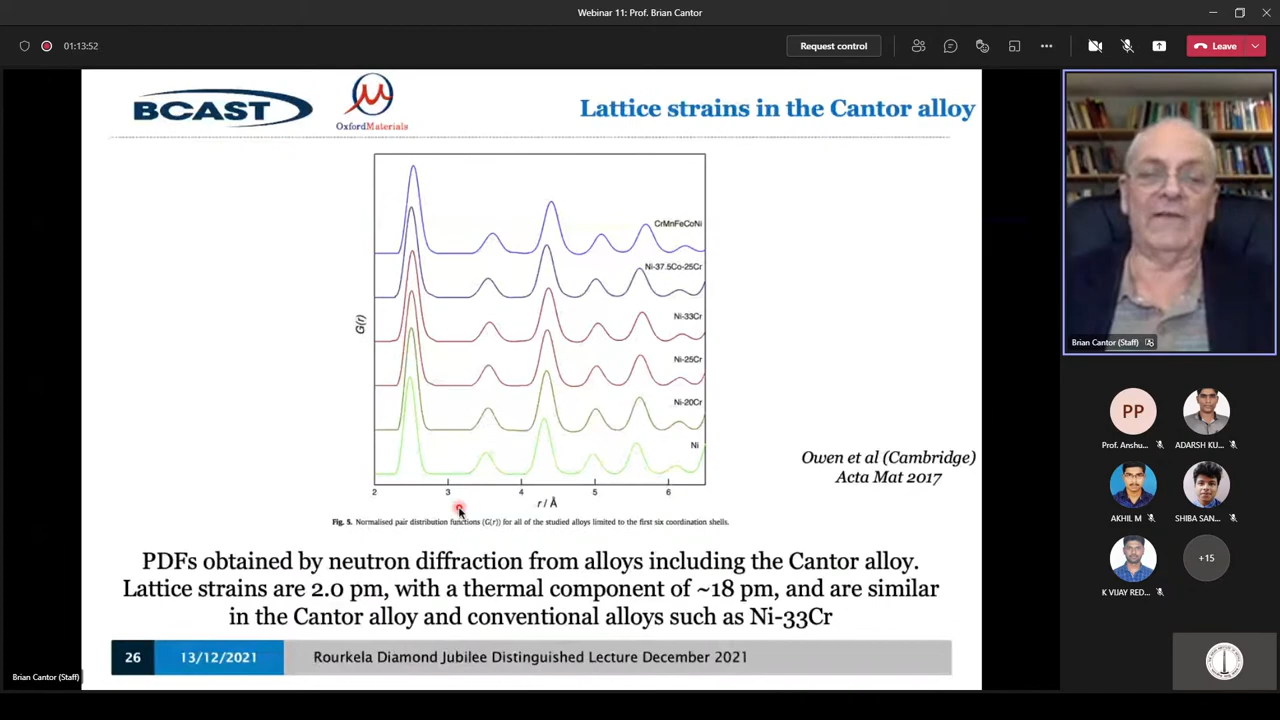 Webinar 11: Prof. Brian Cantor
01:13:52
Request control
Leave
BCAST
OxfordMaterials
Lattice strains in the Cantor alloy
CrMnFeCoNi
Ni-37.5Co-25Cr
Ni-33Cr
Ni-25Cr
Ni-20Cr
Ni
G(r)
2 3 4 5 6
r / Å
Fig. 5. Normalised pair distribution functions (G(r)) for all of the studied alloys limited to the first six coordination shells.
Owen et al (Cambridge)
Acta Mat 2017
PDFs obtained by neutron diffraction from alloys including the Cantor alloy.
Lattice strains are 2.0 pm, with a thermal component of ~18 pm, and are similar
in the Cantor alloy and conventional alloys such as Ni-33Cr
26 13/12/2021 Rourkela Diamond Jubilee Distinguished Lecture December 2021
Brian Cantor (Staff)
Brian Cantor (Staff)
PP
Prof. Anshu...
ADARSH KU...
AKHIL M
SHIBA SAN...
K VIJAY RED...
+15